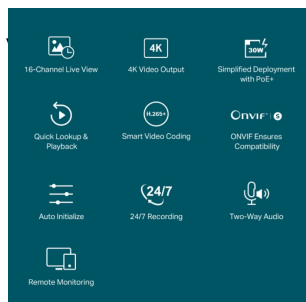 4K
30W
16-Channel Live View
4K Video Output
Simplified Deployment
with PoE+
H.265+
ONVIF S
Quick Lookup &
Playback
Smart Video Coding
ONVIF Ensures
Compatibility
24/7
Auto Initialize
24/7 Recording
Two-Way Audio
Remote Monitoring